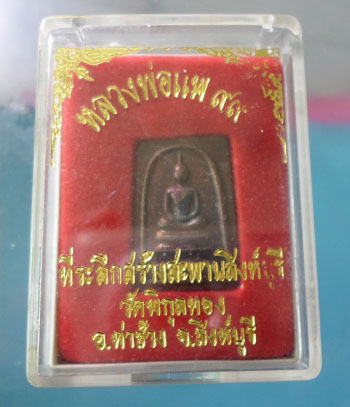 หลวงพ่อแพ ๙๙
ที่ระลึกสร้างสะพานสิงห์บุรี
วัดพิกุลทอง
อ.ท่าช้าง จ.สิงห์บุรี